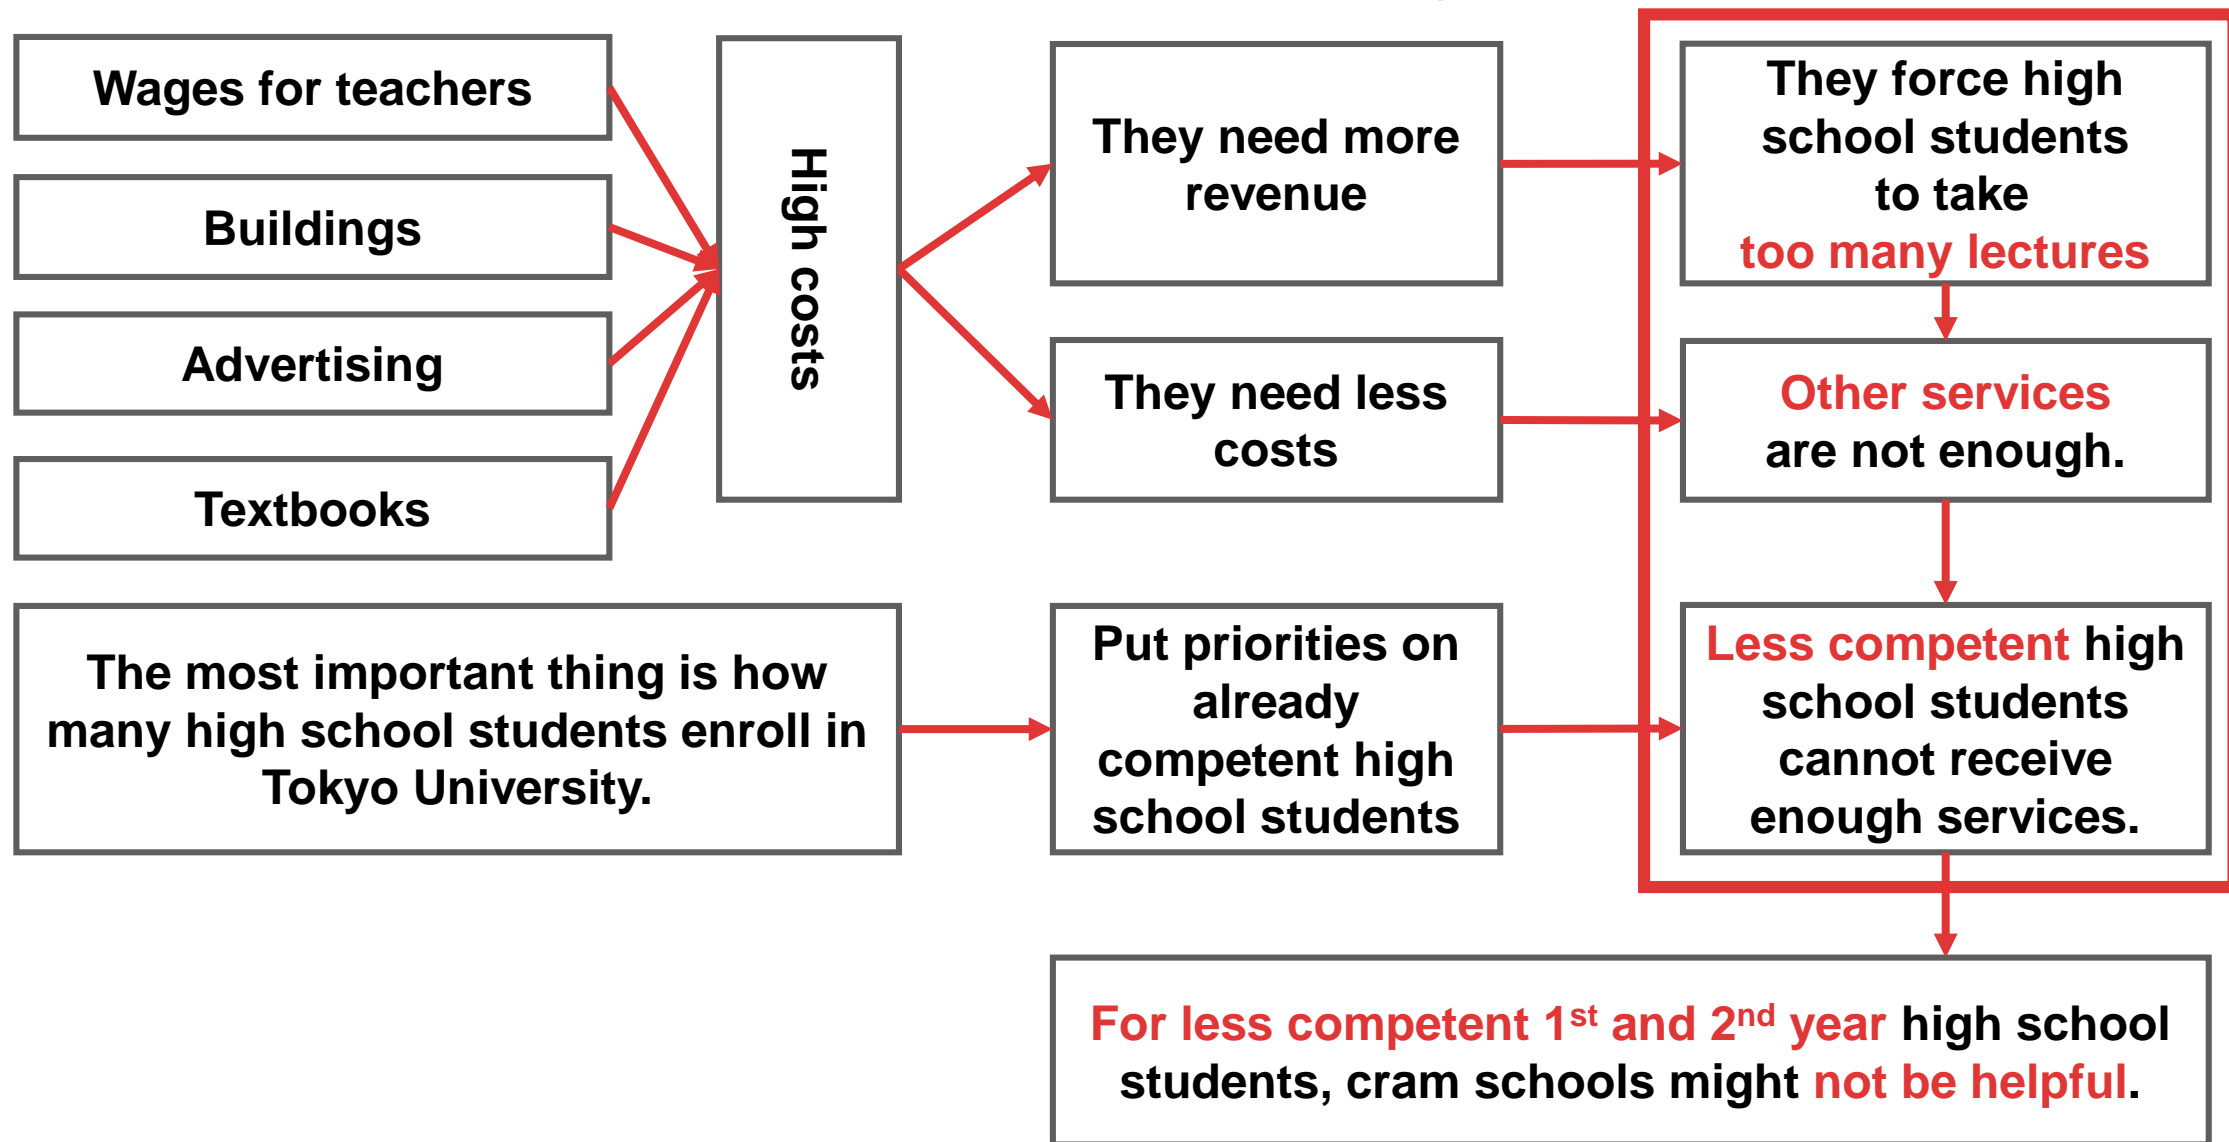 Wages for teachers
Buildings
Advertising
Textbooks
High costs
They need more
revenue
They need less
costs
They force high
school students
to take
too many lectures
Other services
are not enough.
The most important thing is how
many high school students enroll in
Tokyo University.
Put priorities on
already
competent high
school students
Less competent high
school students
cannot receive
enough services.
For less competent 1st and 2nd year high school
students, cram schools might not be helpful.